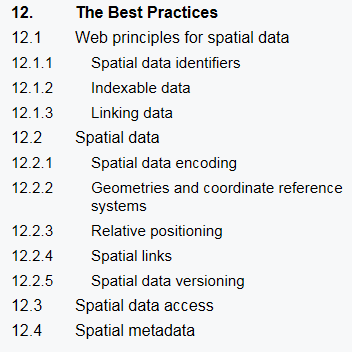 12. The Best Practices
12.1 Web principles for spatial data
12.1.1 Spatial data identifiers
12.1.2 Indexable data
12.1.3 Linking data
12.2 Spatial data
12.2.1 Spatial data encoding
12.2.2 Geometries and coordinate reference
systems
12.2.3 Relative positioning
12.2.4 Spatial links
12.2.5 Spatial data versioning
12.3 Spatial data access
12.4 Spatial metadata